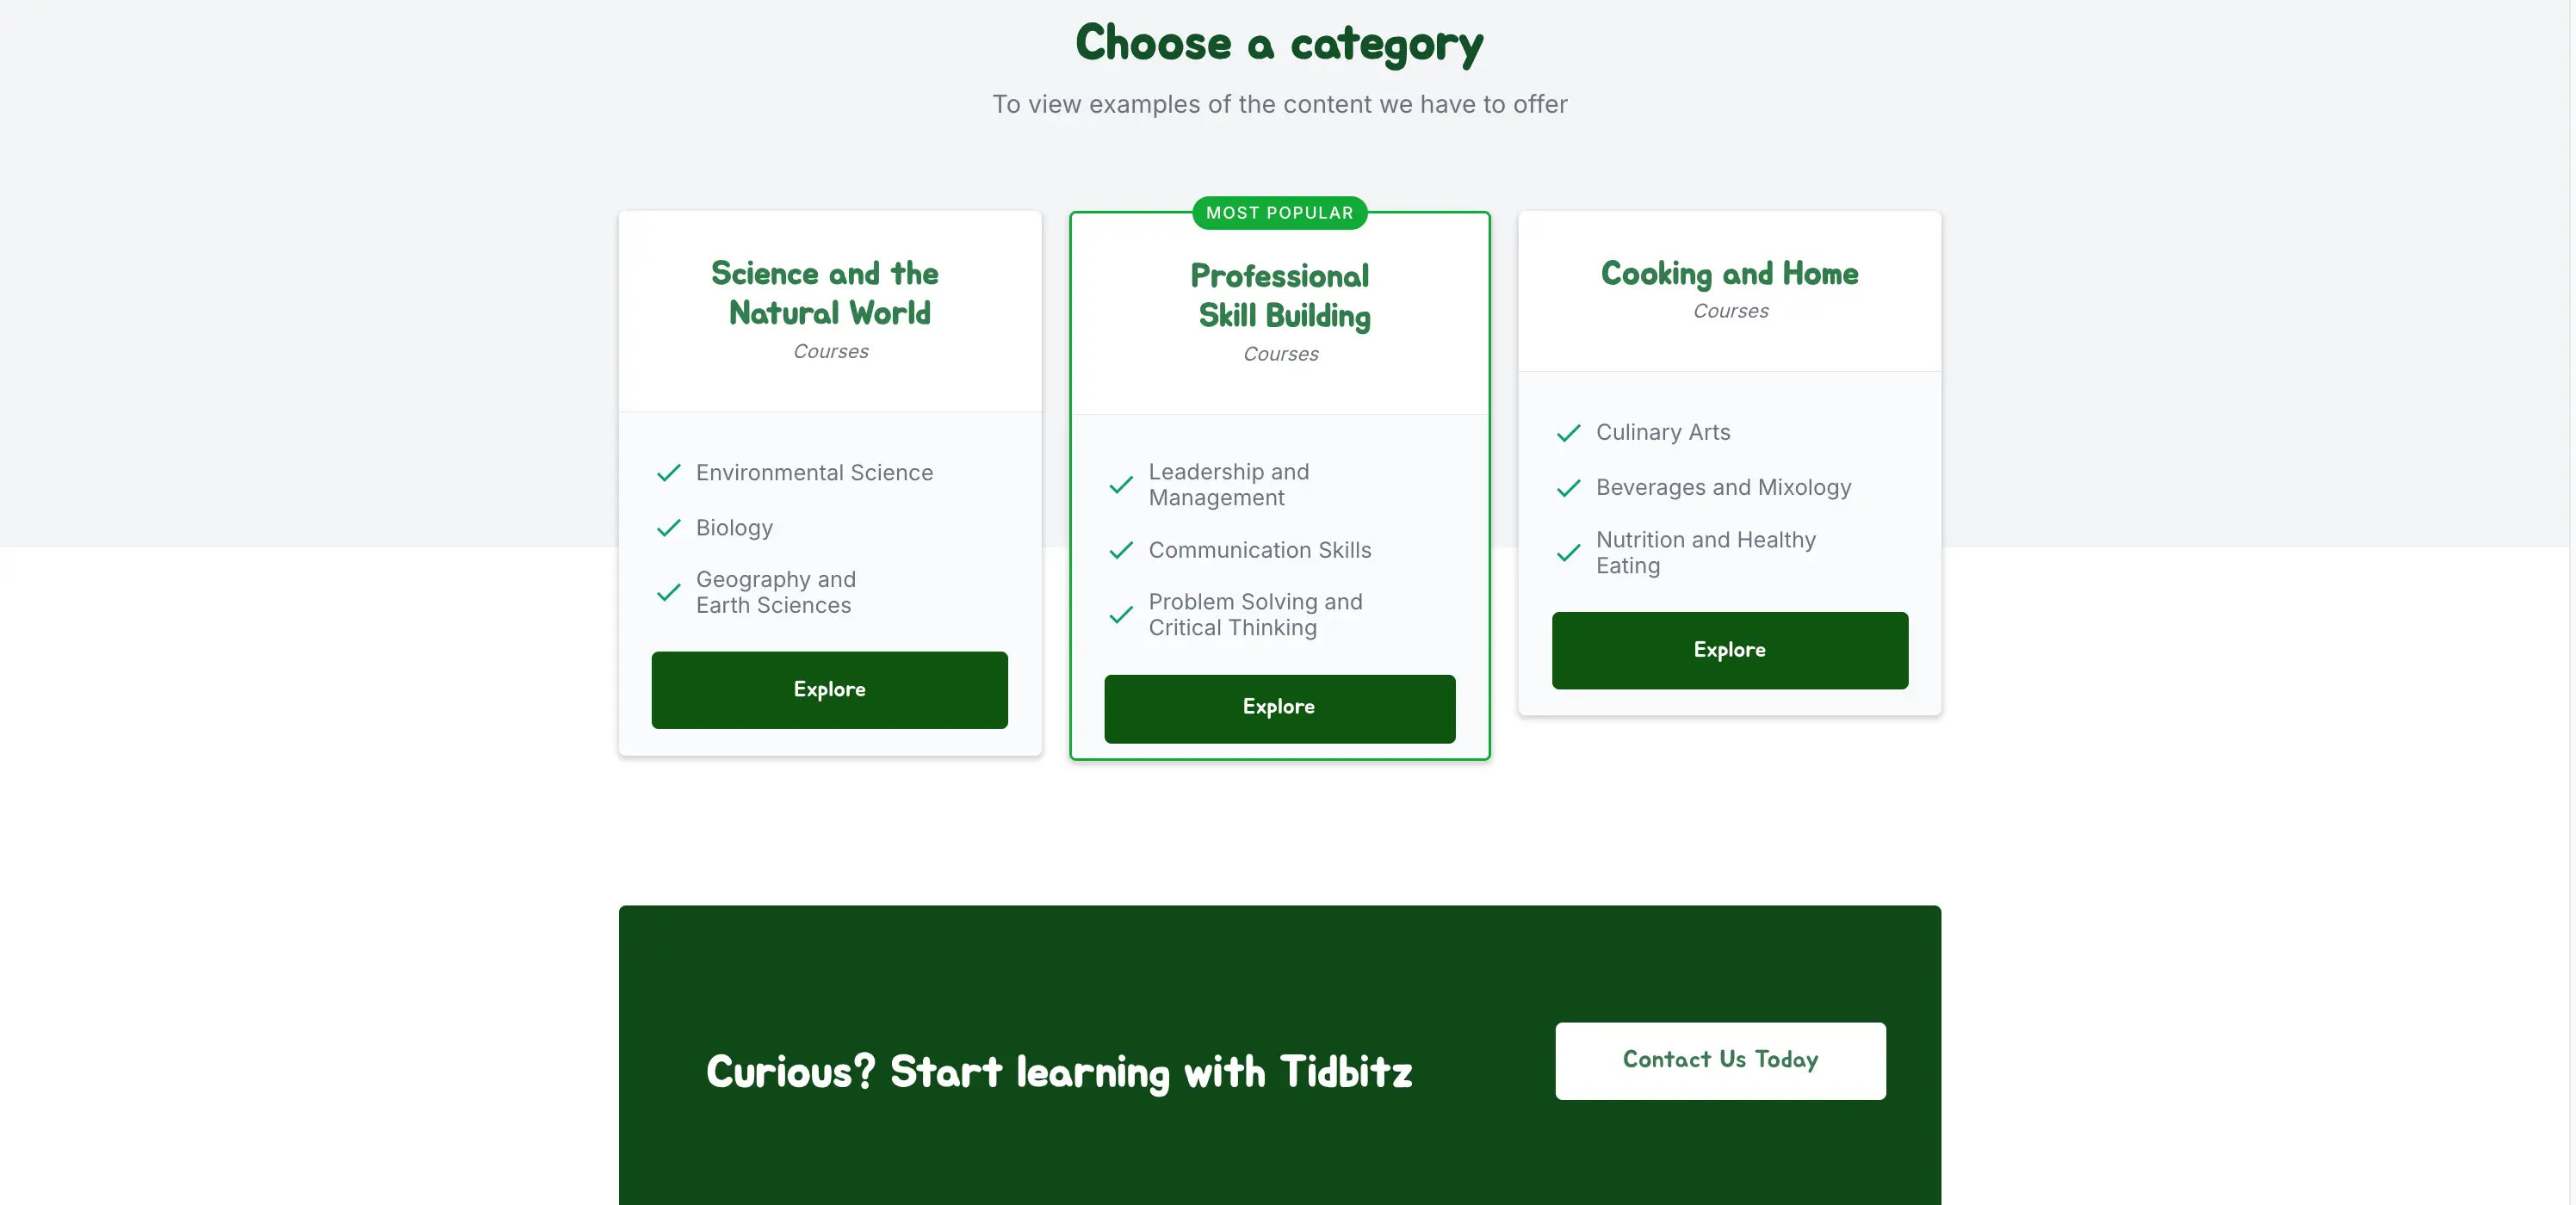 Choose a category
To view examples of the content we have to offer
Science and the
Natural World
Courses
Environmental Science
Biology
Geography and
Earth Sciences
Explore
MOST POPULAR
Professional
Skill Building
Courses
Leadership and
Management
Communication Skills
Problem Solving and
Critical Thinking
Explore
Cooking and Home
Courses
Culinary Arts
Beverages and Mixology
Nutrition and Healthy
Eating
Explore
Curious? Start learning with Tidbitz
Contact Us Today